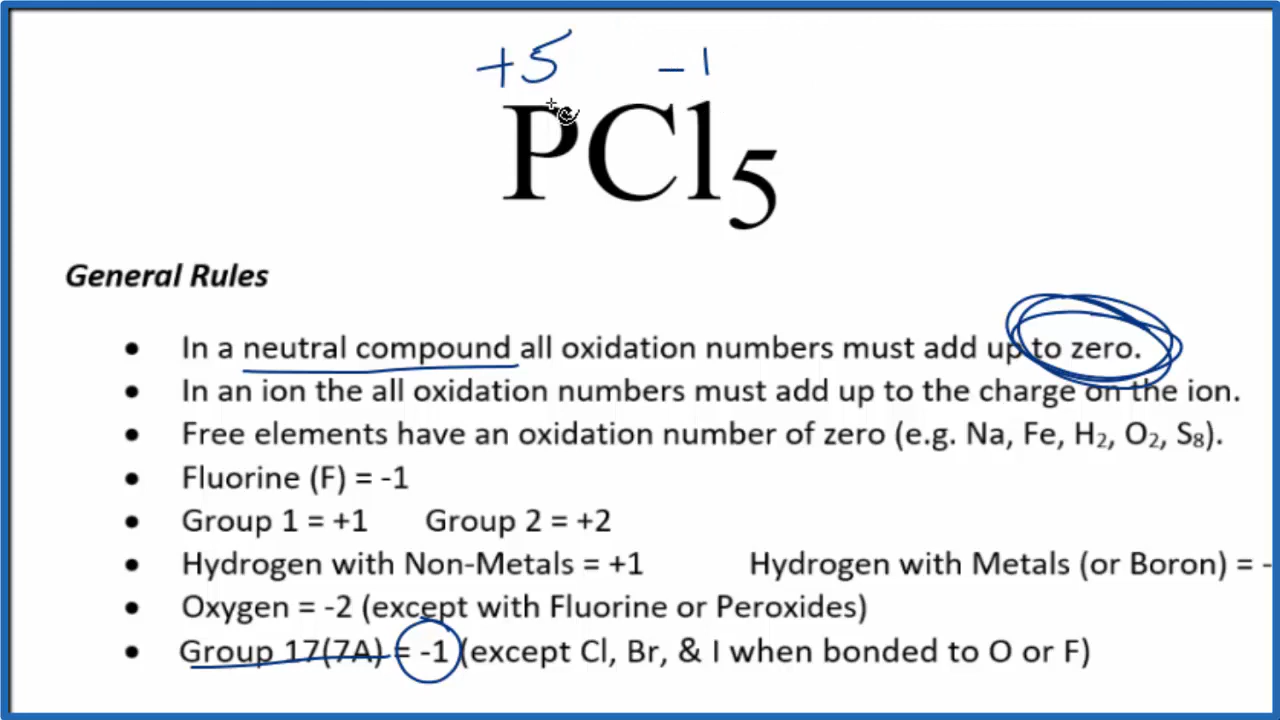 +5 -1
PCl₅
General Rules
• In a neutral compound all oxidation numbers must add up to zero.
• In an ion the all oxidation numbers must add up to the charge on the ion.
• Free elements have an oxidation number of zero (e.g. Na, Fe, H₂, O₂, S₈).
• Fluorine (F) = -1
• Group 1 = +1 Group 2 = +2
• Hydrogen with Non-Metals = +1 Hydrogen with Metals (or Boron) = -
• Oxygen = -2 (except with Fluorine or Peroxides)
• Group 17(7A) = -1 (except Cl, Br, & I when bonded to O or F)